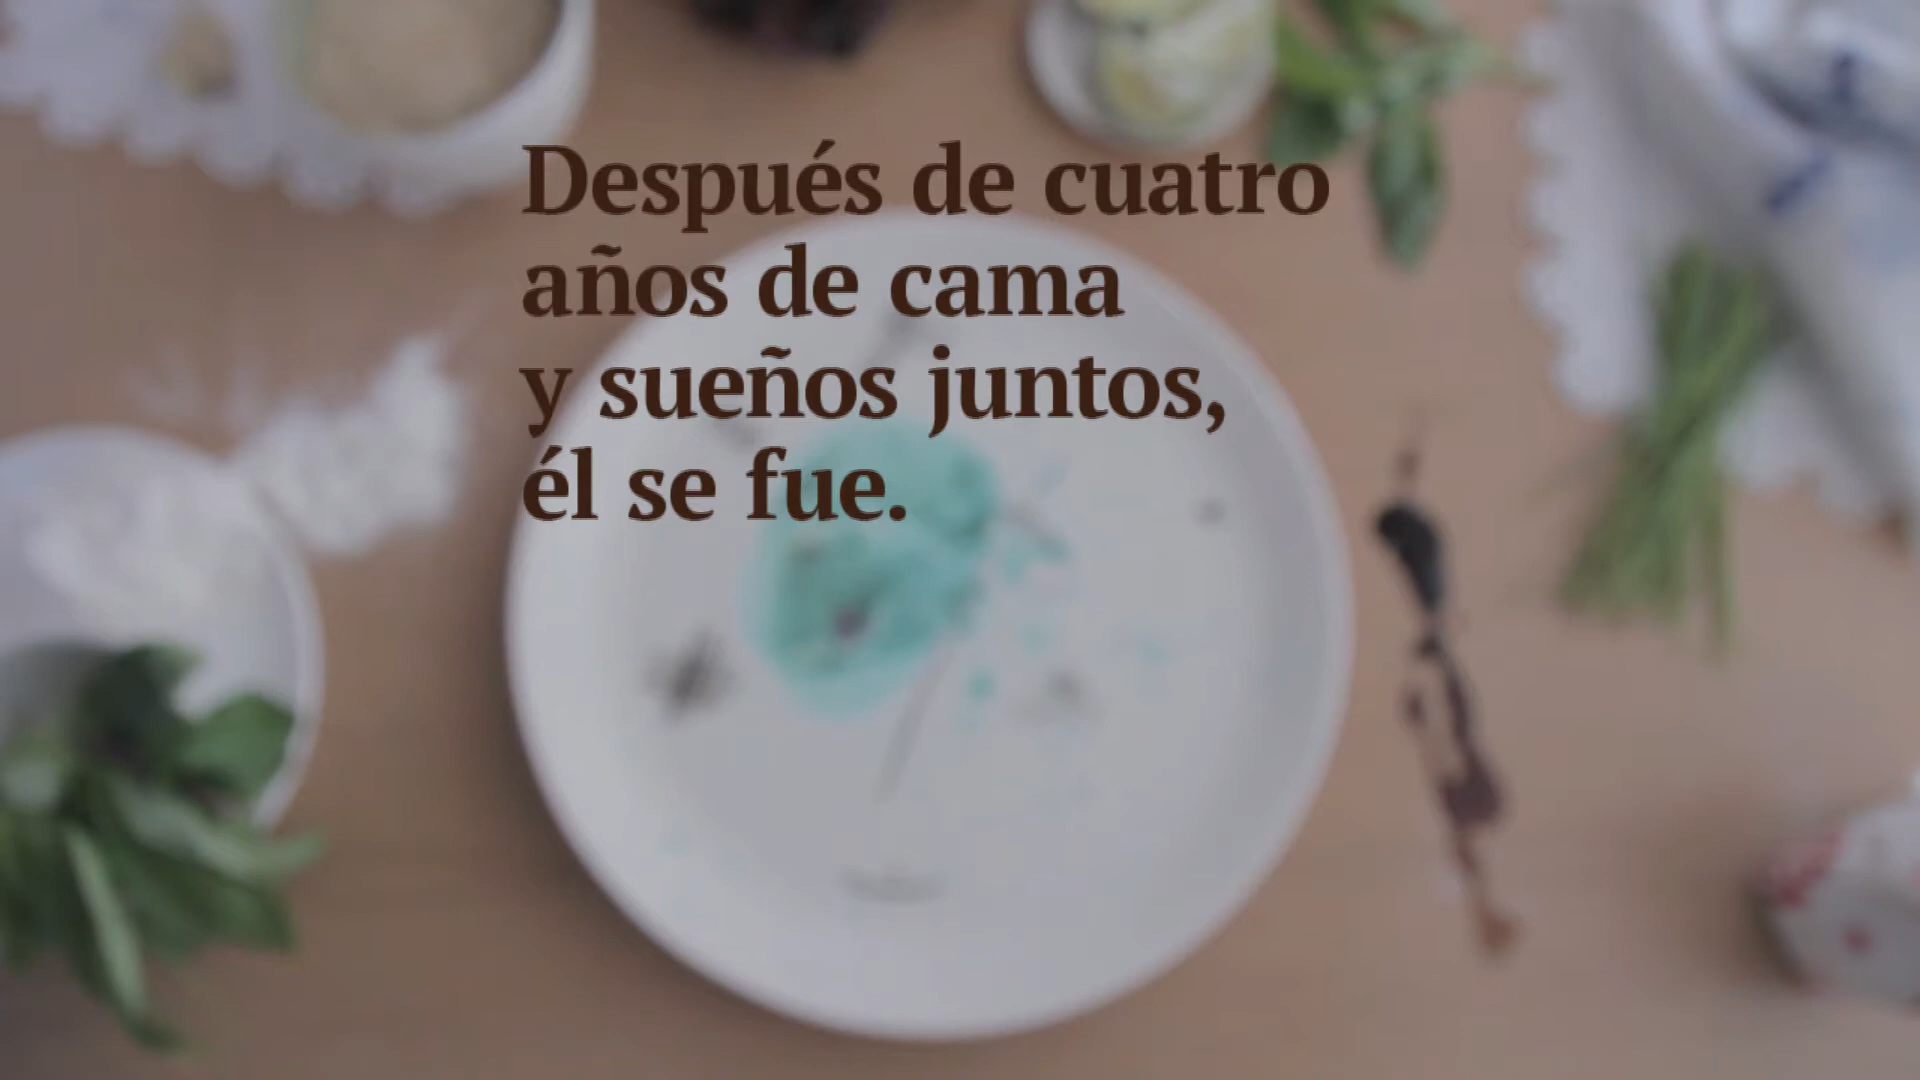 Después de cuatro
años de cama
y sueños juntos,
él se fue.